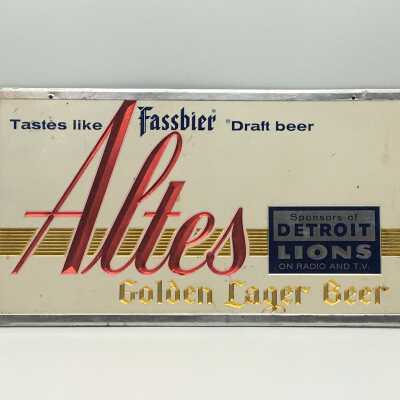 Tastes like Fassbier® "Draft beer
Altes
Sponsors of
DETROIT
LIONS
ON RADIO AND T.V.
Golden Lager Beer